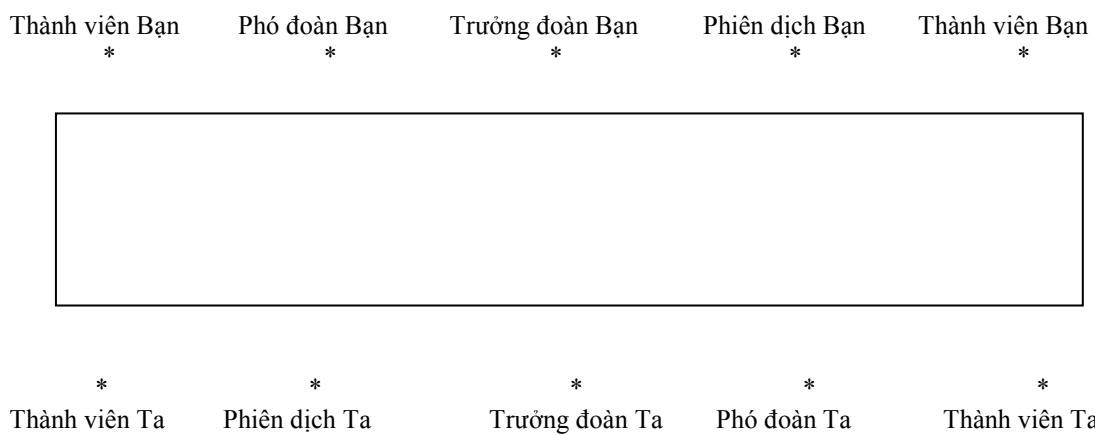 Thành viên Bạn Phó đoàn Bạn Trưởng đoàn Bạn Phiên dịch Bạn Thành viên Bạn
* * * * *
* * * * *
Thành viên Ta Phiên dịch Ta Trưởng đoàn Ta Phó đoàn Ta Thành viên Ta